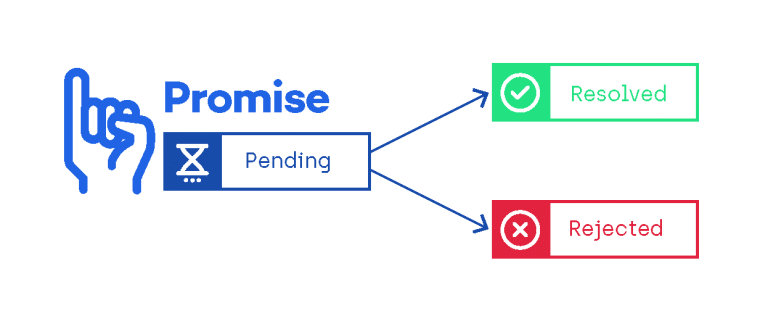 Promise
Pending
Resolved
Rejected